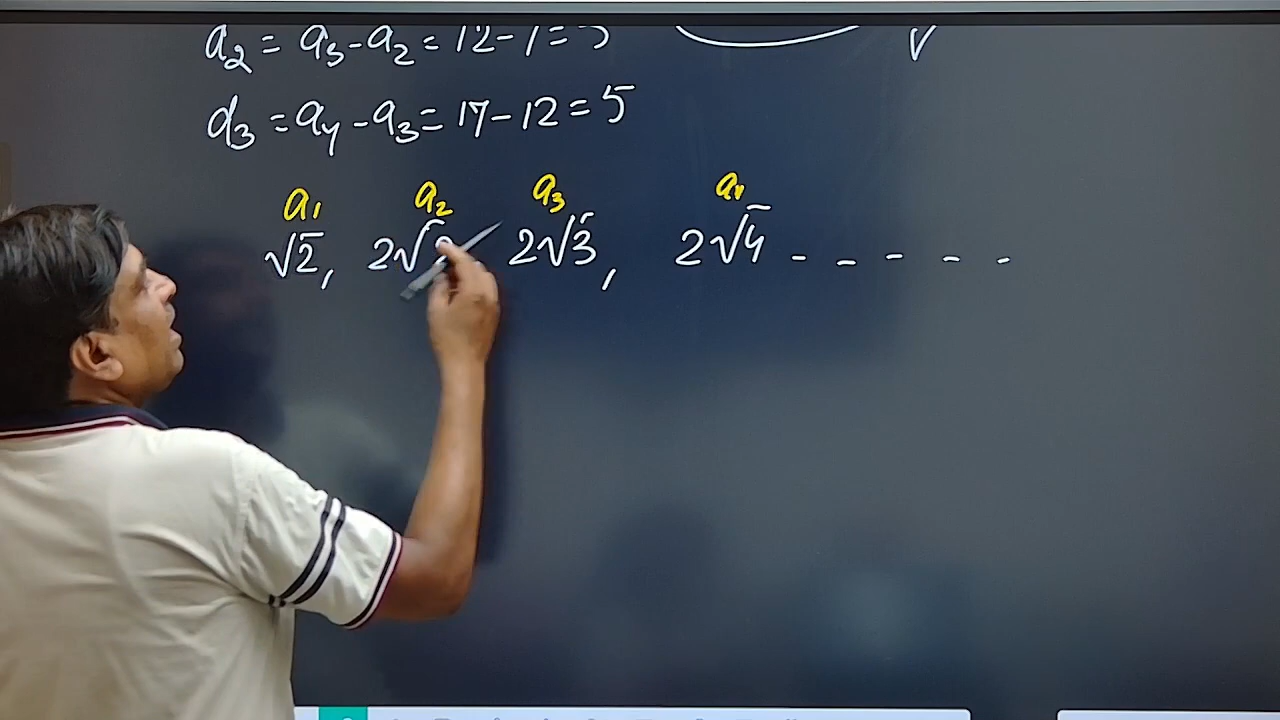 a₂ = a₃-a₂ = 12-7=5
d₃ = a₄ - a₃ = 17-12=5
a₁ a₂ a₃ a₄
√2, 2√ 2√3, 2√4 - - - - -